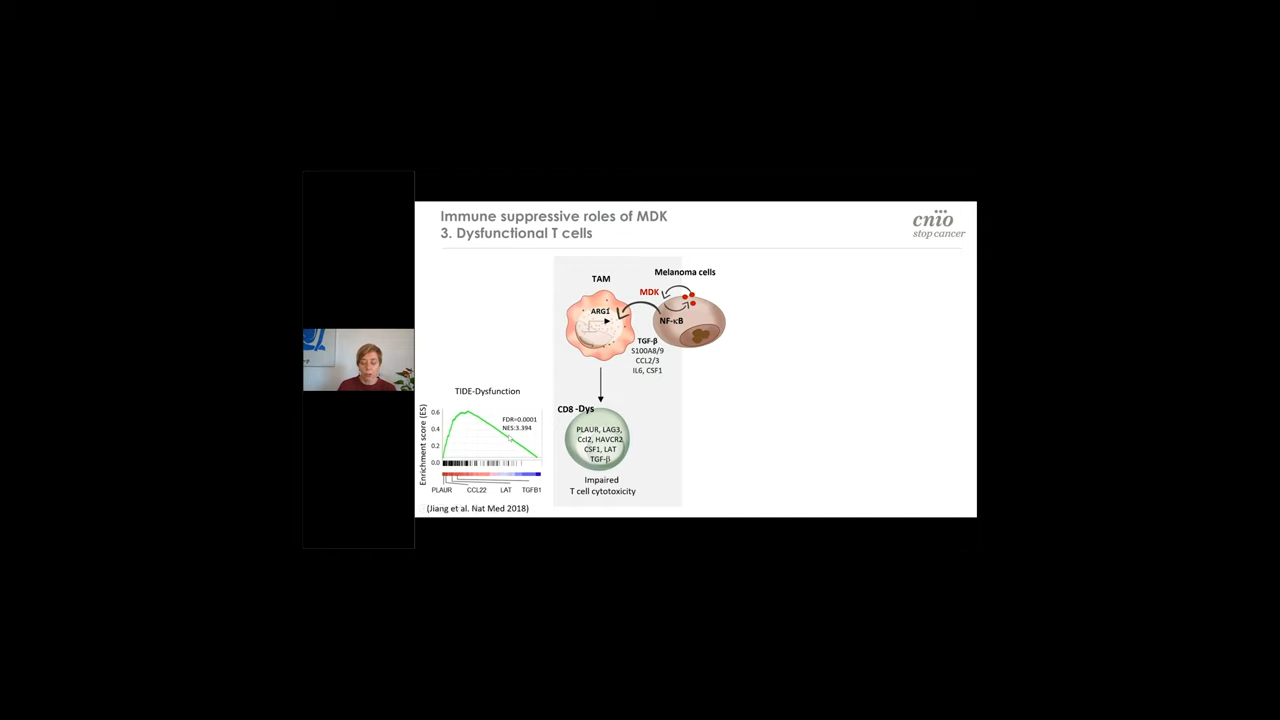 Immune suppressive roles of MDK
3. Dysfunctional T cells
cnio
stop cancer
TAM
Melanoma cells
MDK
ARG1
NF-κB
TGF-β
S100A8/9
CCL2/3
IL6, CSF1
TIDE-Dysfunction
Enrichment score (ES)
0.6
0.4
0.2
0.0
FDR=0.0001
NES:3.394
PLAUR CCL22 LAT TGFB1
(Jiang et al. Nat Med 2018)
CD8 -Dys
PLAUR, LAG3,
Ccl2, HAVCR2
CSF1, LAT
TGF-β
Impaired
T cell cytotoxicity